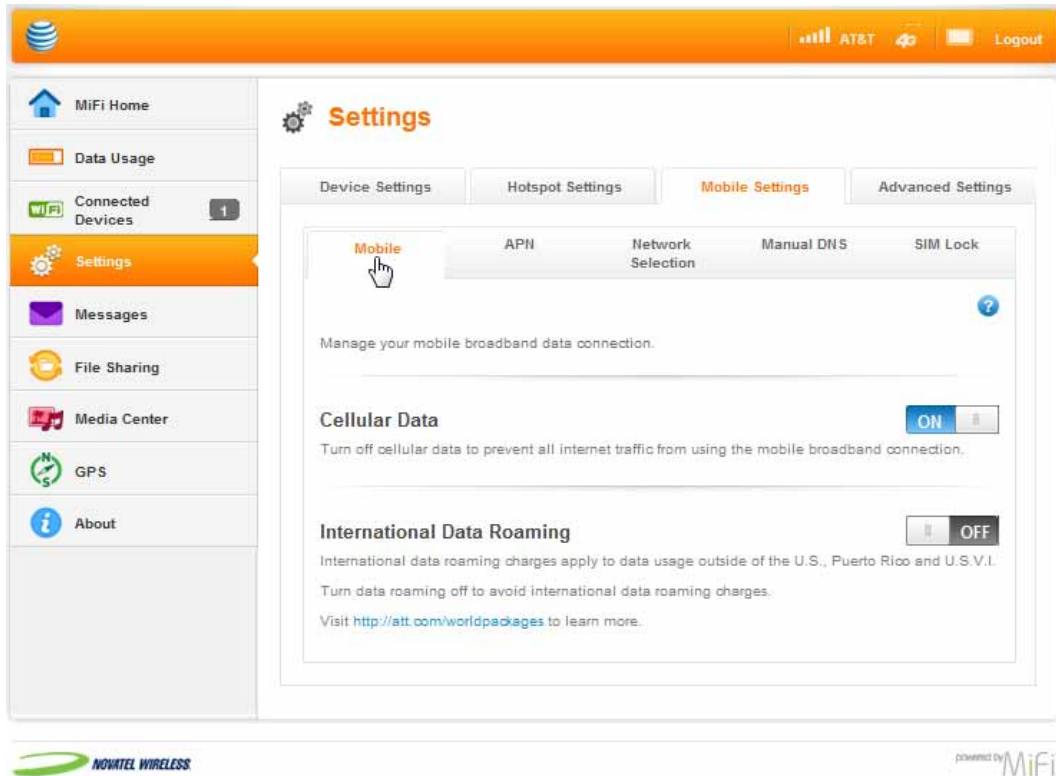 AT&T 4G Logout
MiFi Home
Data Usage
Connected
Devices
1
Settings
Messages
File Sharing
Media Center
GPS
About
Settings
Device Settings
Hotspot Settings
Mobile Settings
Advanced Settings
Mobile
APN
Network
Selection
Manual DNS
SIM Lock
?
Manage your mobile broadband data connection.
Cellular Data
ON
Turn off cellular data to prevent all internet traffic from using the mobile broadband connection.
International Data Roaming
OFF
International data roaming charges apply to data usage outside of the U.S., Puerto Rico and U.S.V.I.
Turn data roaming off to avoid international data roaming charges.
Visit http://att.com/worldpackages to learn more.
NOVATEL WIRELESS
powered by MiFi